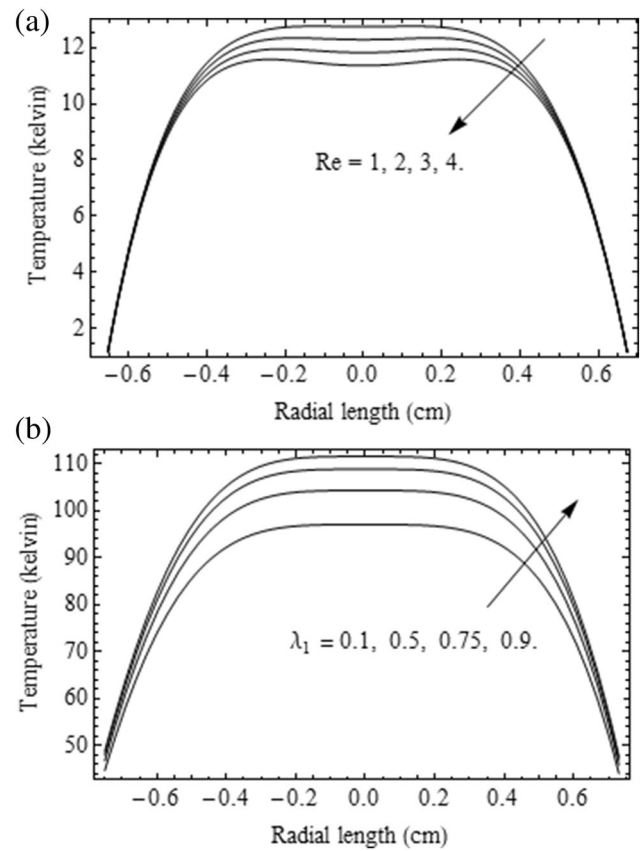 (a)
Temperature (kelvin)
12
10
8
6
4
2
Re = 1, 2, 3, 4.
−0.6 −0.4 −0.2 0.0 0.2 0.4 0.6
Radial length (cm)
(b)
Temperature (kelvin)
110
100
90
80
70
60
50
λ₁ = 0.1, 0.5, 0.75, 0.9.
−0.6 −0.4 −0.2 0.0 0.2 0.4 0.6
Radial length (cm)